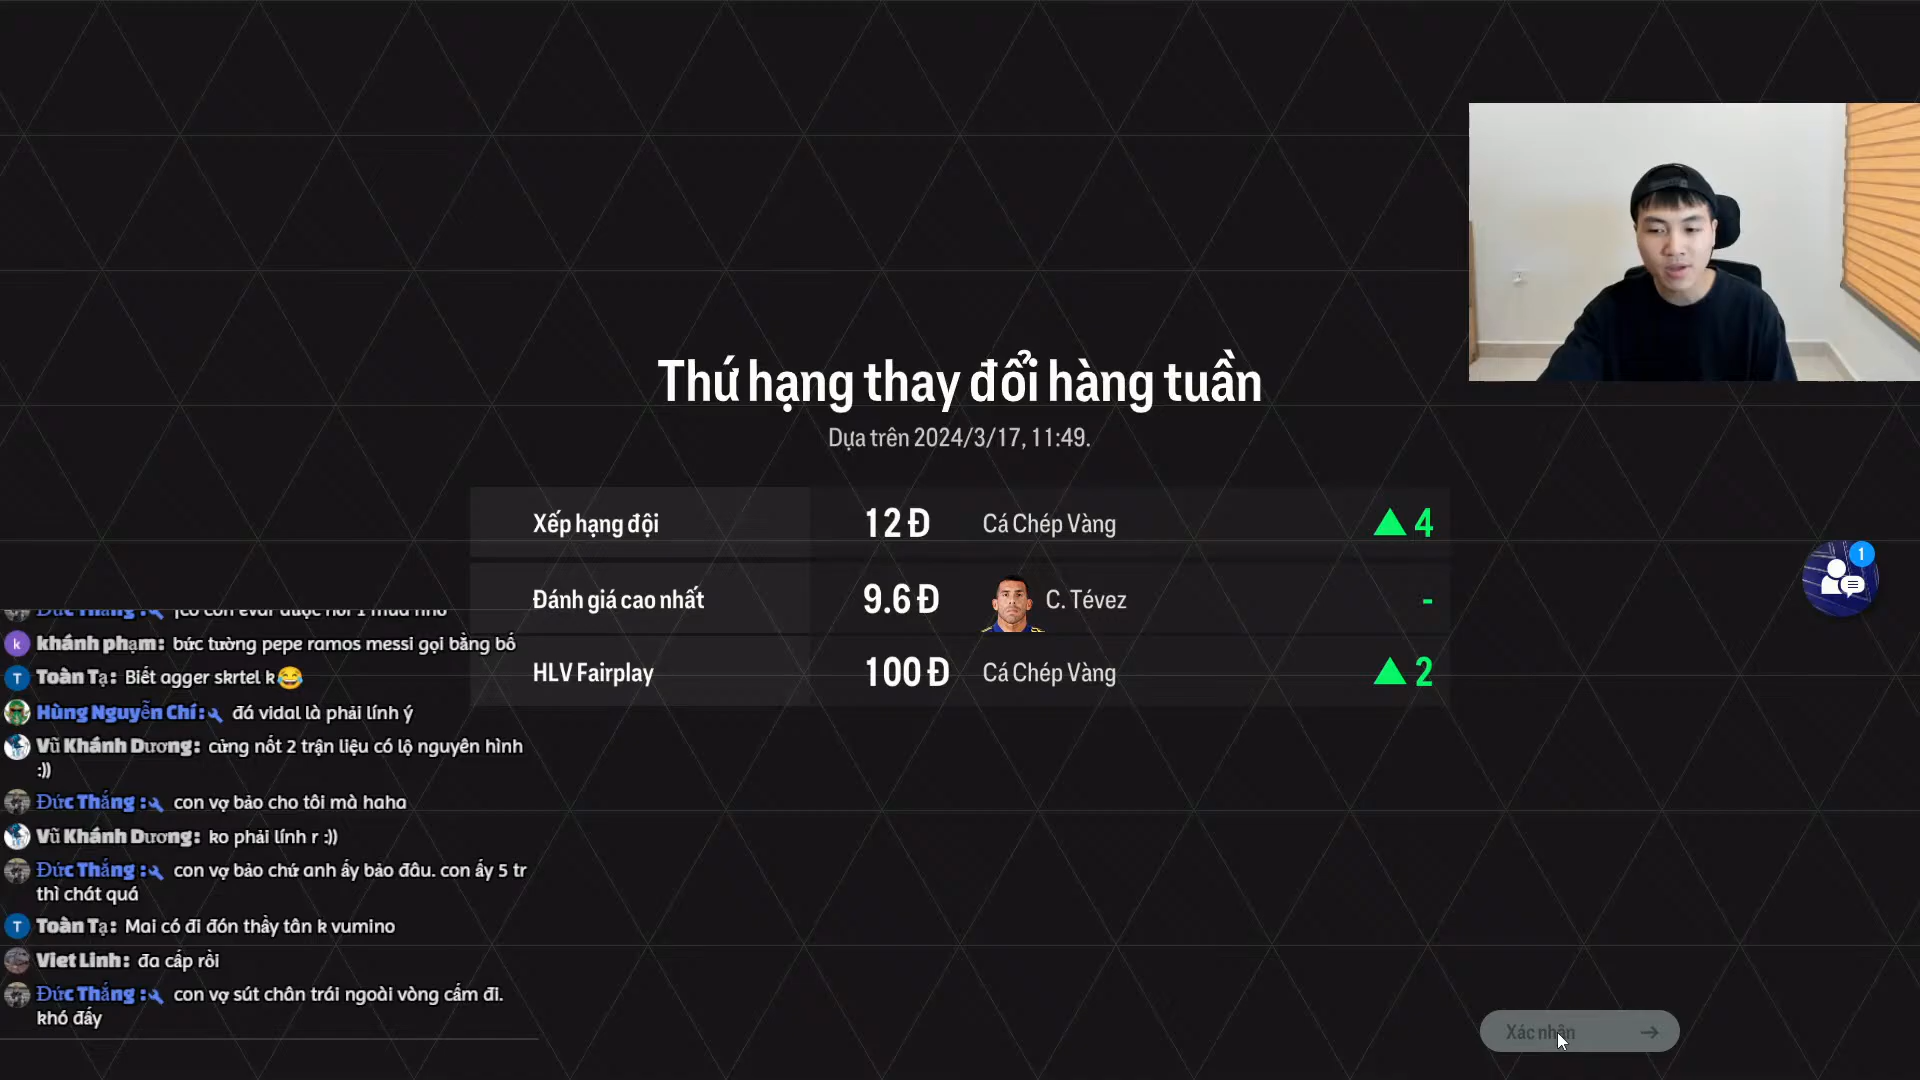 Thứ hạng thay đổi hàng tuần
Dựa trên 2024/3/17, 11:49.
Xếp hạng đội 12 Đ Cá Chép Vàng ▲ 4
Đánh giá cao nhất 9.6 Đ C. Tévez -
HLV Fairplay 100 Đ Cá Chép Vàng ▲ 2
1
Đức Thắng :
k khánh phạm: bức tường pepe ramos messi gọi bằng bố
T Toàn Tạ: Biết agger skrtel k😂
Hùng Nguyễn Chí: đá vidal là phải lính ý
Vũ Khánh Dương: cửng nốt 2 trận liệu có lộ nguyên hình
:))
Đức Thắng : con vợ bảo cho tôi mà haha
Vũ Khánh Dương: ko phải lính r :))
Đức Thắng : con vợ bảo chứ anh ấy bảo đâu. con ấy 5 tr
thì chát quá
T Toàn Tạ: Mai có đi đón thầy tân k vumino
Viet Linh: đa cấp rồi
Đức Thắng : con vợ sút chân trái ngoài vòng cấm đi.
khó đấy
Xác nhận →